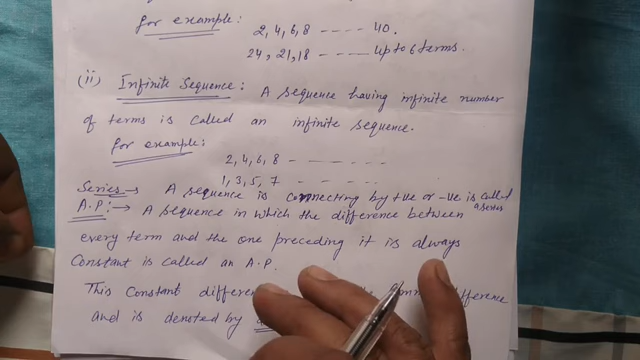 for example:
2, 4, 6, 8 ---- 40.
24, 21, 18 ----- up to 6 terms.
(ii) Infinite Sequence: A sequence having infinite number
of terms is called an infinite sequence.
for example:
2, 4, 6, 8 - - - - - - - -
1, 3, 5, 7 - - - - - - -
Series → A sequence is connecting by +ve or -ve is called a series
A.P: → A sequence in which the difference between
every term and the one preceding it is always
Constant is called an A.P.
This Constant differen
difference
and is denoted by